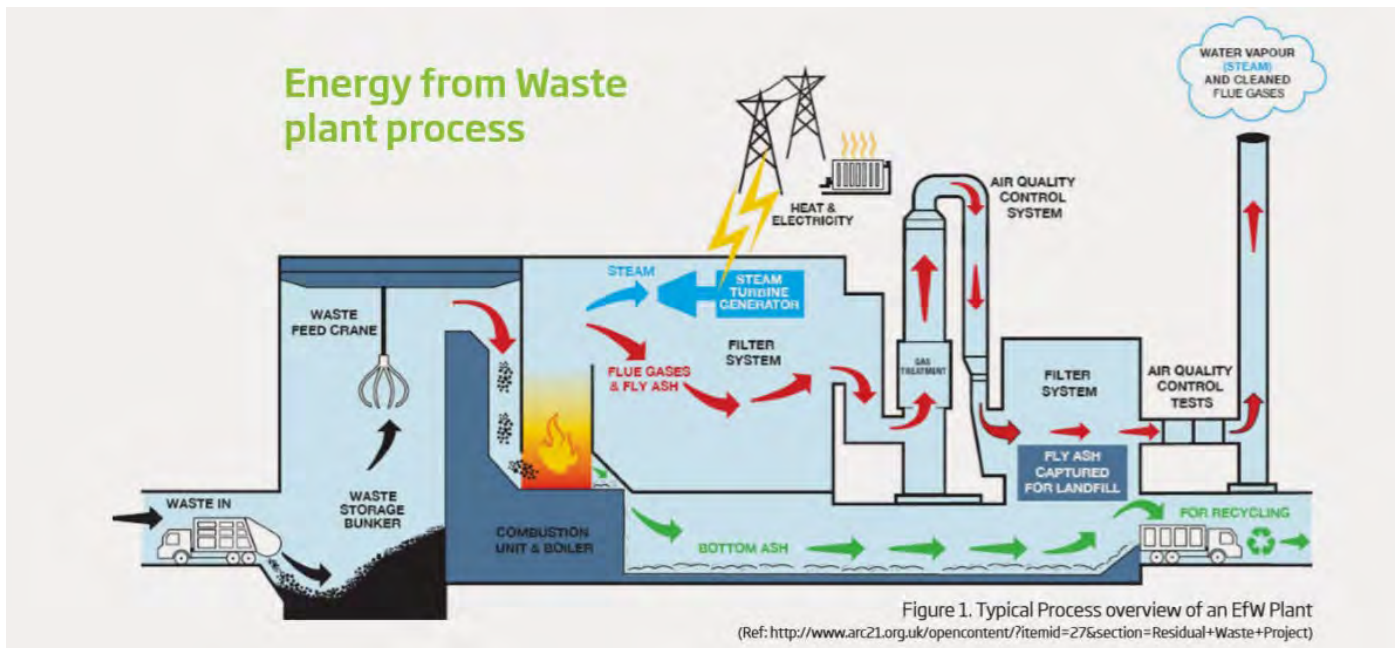 Energy from Waste
plant process
WATER VAPOUR
(STEAM)
AND CLEANED
FLUE GASES
HEAT &
ELECTRICITY
AIR QUALITY
CONTROL
SYSTEM
STEAM
STEAM
TURBINE
GENERATOR
WASTE
FEED CRANE
FLUE GASES
& FLY ASH
FILTER
SYSTEM
GAS
TREATMENT
FILTER
SYSTEM
AIR QUALITY
CONTROL
TESTS
FLY ASH
CAPTURED
FOR LANDFILL
WASTE IN
WASTE
STORAGE
BUNKER
COMBUSTION
UNIT & BOILER
BOTTOM ASH
FOR RECYCLING
Figure 1. Typical Process overview of an EfW Plant
(Ref: http://www.arc21.org.uk/opencontent/?itemid=27&section=Residual+Waste+Project)